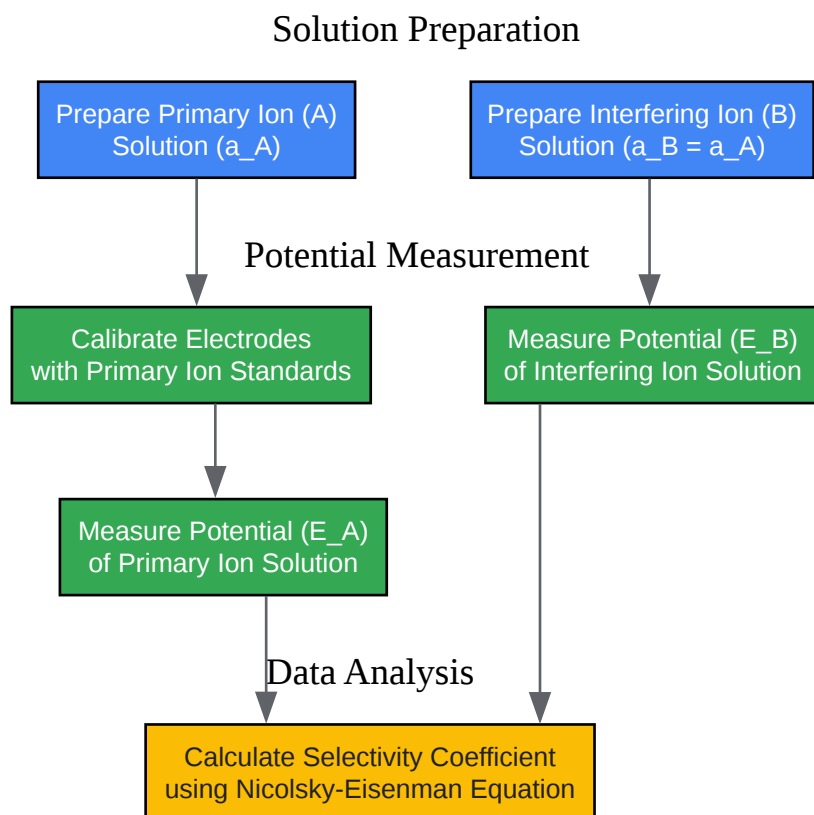 Solution Preparation
Prepare Primary Ion (A)
Solution (a_A)
Prepare Interfering Ion (B)
Solution (a_B = a_A)
Potential Measurement
Calibrate Electrodes
with Primary Ion Standards
Measure Potential (E_B)
of Interfering Ion Solution
Measure Potential (E_A)
of Primary Ion Solution
Data Analysis
Calculate Selectivity Coefficient
using Nicolsky-Eisenman Equation